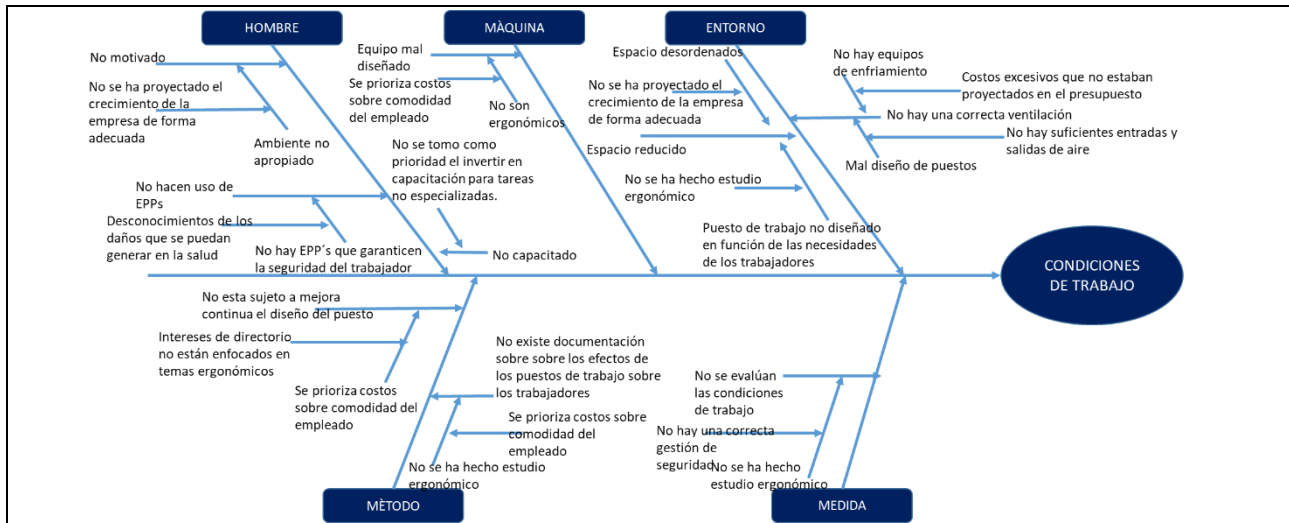 HOMBRE
MÀQUINA
ENTORNO
No motivado
No se ha proyectado el
crecimiento de la
empresa de forma
adecuada
Ambiente no
apropiado
No hacen uso de
EPPs
Desconocimientos de los
daños que se puedan
generar en la salud
No hay EPP´s que garanticen
la seguridad del trabajador
No se tomo como
prioridad el invertir en
capacitación para tareas
no especializadas.
No capacitado
Equipo mal
diseñado
Se prioriza costos
sobre comodidad
del empleado
No son
ergonómicos
Espacio desordenados
No se ha proyectado el
crecimiento de la empresa
de forma adecuada
Espacio reducido
No se ha hecho estudio
ergonómico
Puesto de trabajo no diseñado
en función de las necesidades
de los trabajadores
No hay equipos
de enfriamiento
Costos excesivos que no estaban
proyectados en el presupuesto
No hay una correcta ventilación
No hay suficientes entradas y
salidas de aire
Mal diseño de puestos
CONDICIONES
DE TRABAJO
No esta sujeto a mejora
continua el diseño del puesto
Intereses de directorio
no están enfocados en
temas ergonómicos
Se prioriza costos
sobre comodidad del
empleado
No existe documentación
sobre sobre los efectos de
los puestos de trabajo sobre
los trabajadores
Se prioriza costos sobre
comodidad del
empleado
No se ha hecho estudio
ergonómico
No se evalúan
las condiciones
de trabajo
No hay una correcta
gestión de
seguridad
No se ha hecho
estudio ergonómico
MÈTODO
MEDIDA